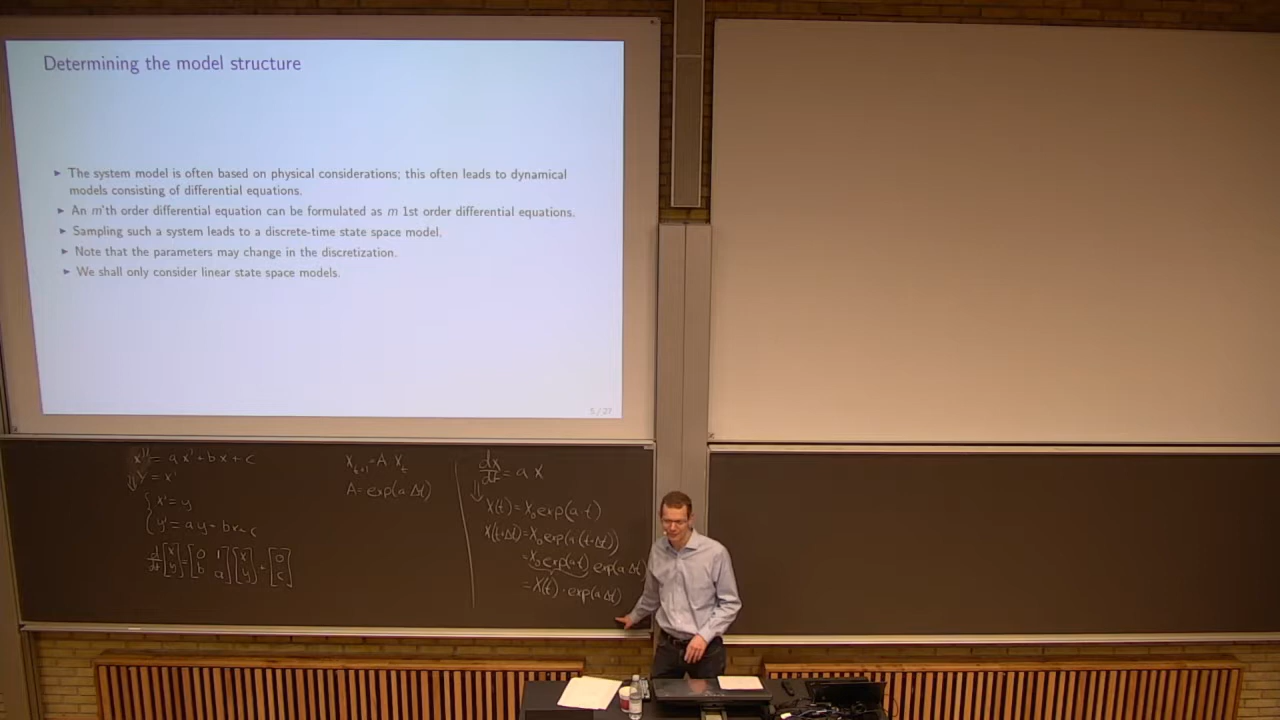 Determining the model structure
▶ The system model is often based on physical considerations; this often leads to dynamical
models consisting of differential equations.
▶ An m'th order differential equation can be formulated as m 1st order differential equations.
▶ Sampling such a system leads to a discrete-time state space model.
▶ Note that the parameters may change in the discretization.
▶ We shall only consider linear state space models.
5 / 27
x'' = a x' + b x + c
⇓ y = x'
{ x' = y
y' = a y + b x + c
d/dt [x y] = [0 1 b a] [x y] + [0 c]
X_{t+1} = A X_t
A = exp(a Δt)
dx/dt = a x
⇓ X(t) = X_0 exp(a·t)
X(t+Δt) = X_0 exp(a(t+Δt))
= X_0 exp(at) exp(aΔt)
= X(t) · exp(aΔt)